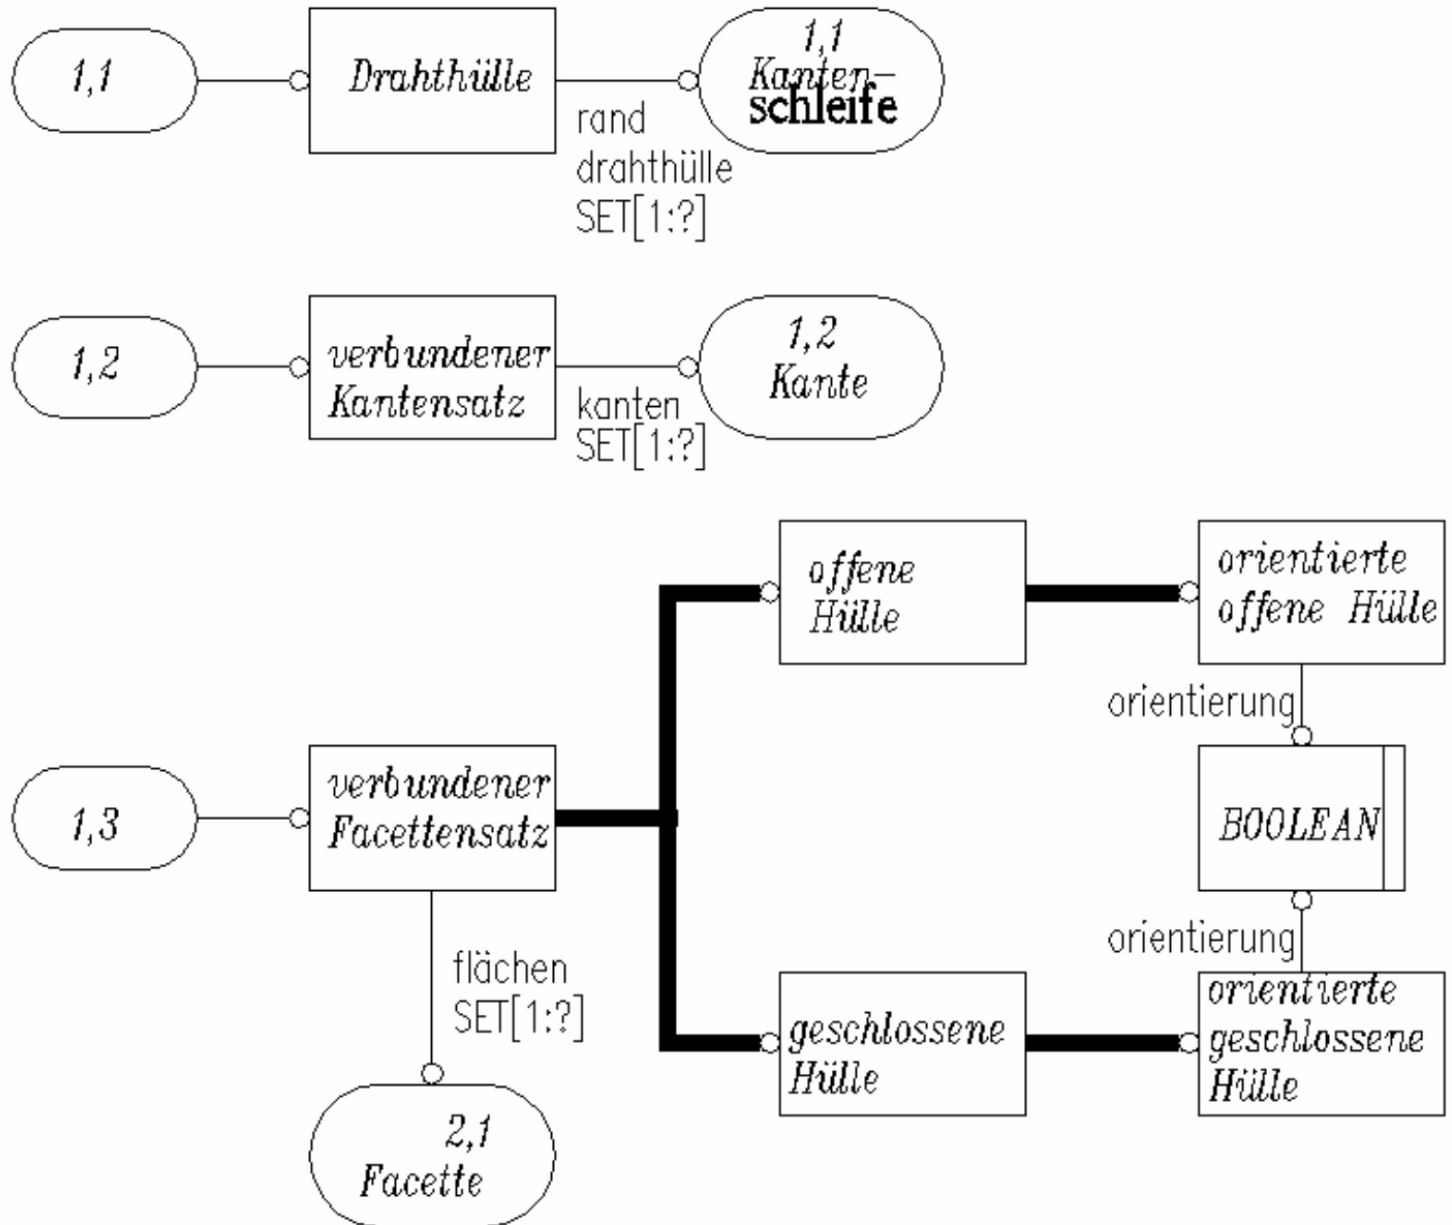 1,1
Drahthülle
rand
drahthülle
SET[1:?]
1,1
Kanten-
schleife
1,2
verbundener
Kantensatz
kanten
SET[1:?]
1,2
Kante
offene
Hülle
orientierte
offene Hülle
orientierung
1,3
verbundener
Facettensatz
BOOLEAN
flächen
SET[1:?]
orientierung
geschlossene
Hülle
orientierte
geschlossene
Hülle
2,1
Facette